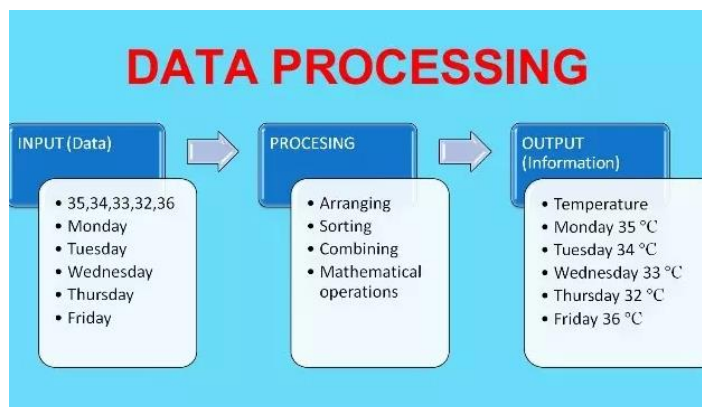 DATA PROCESSING
INPUT (Data)
• 35,34,33,32,36
• Monday
• Tuesday
• Wednesday
• Thursday
• Friday
PROCESING
• Arranging
• Sorting
• Combining
• Mathematical
operations
OUTPUT
(Information)
• Temperature
• Monday 35 °C
• Tuesday 34 °C
• Wednesday 33 °C
• Thursday 32 °C
• Friday 36 °C